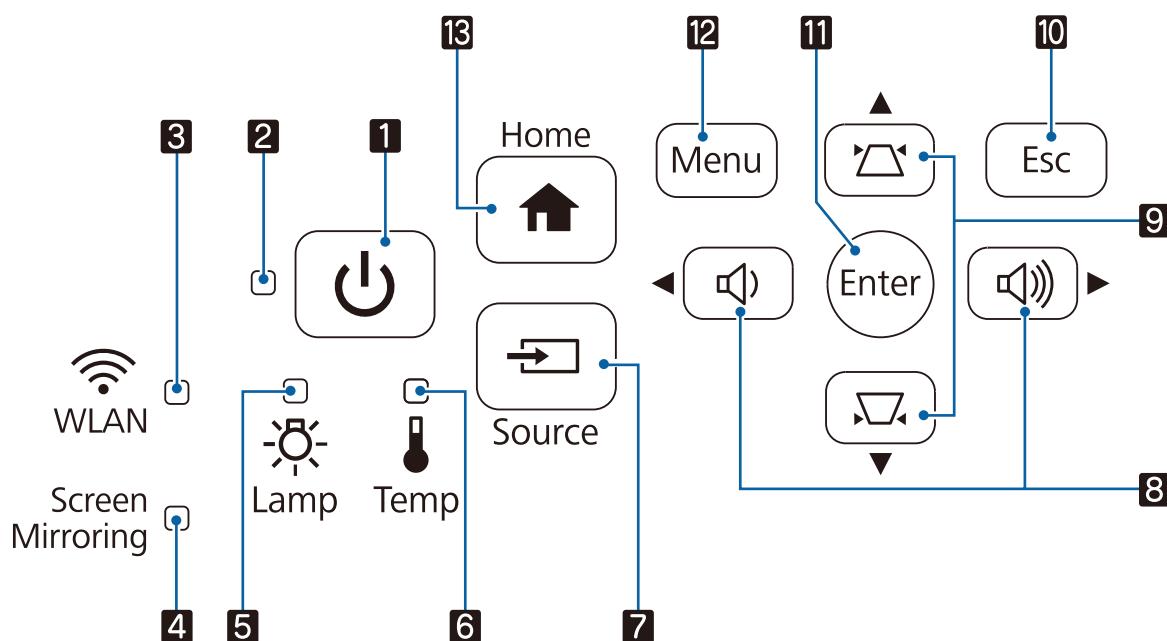 13
12
11
10
3
2
1
Home
Menu
Esc
9
Enter
WLAN
Source
Lamp
Temp
8
Screen
Mirroring
4
5
6
7